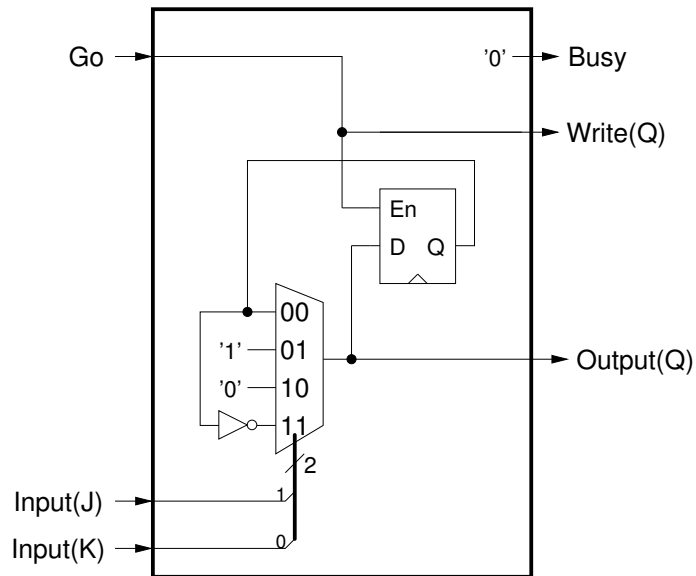 Go
'0'
Busy
Write(Q)
En
D Q
00
'1' 01
'0' 10
11
2
Output(Q)
Input(J)
1
Input(K)
0